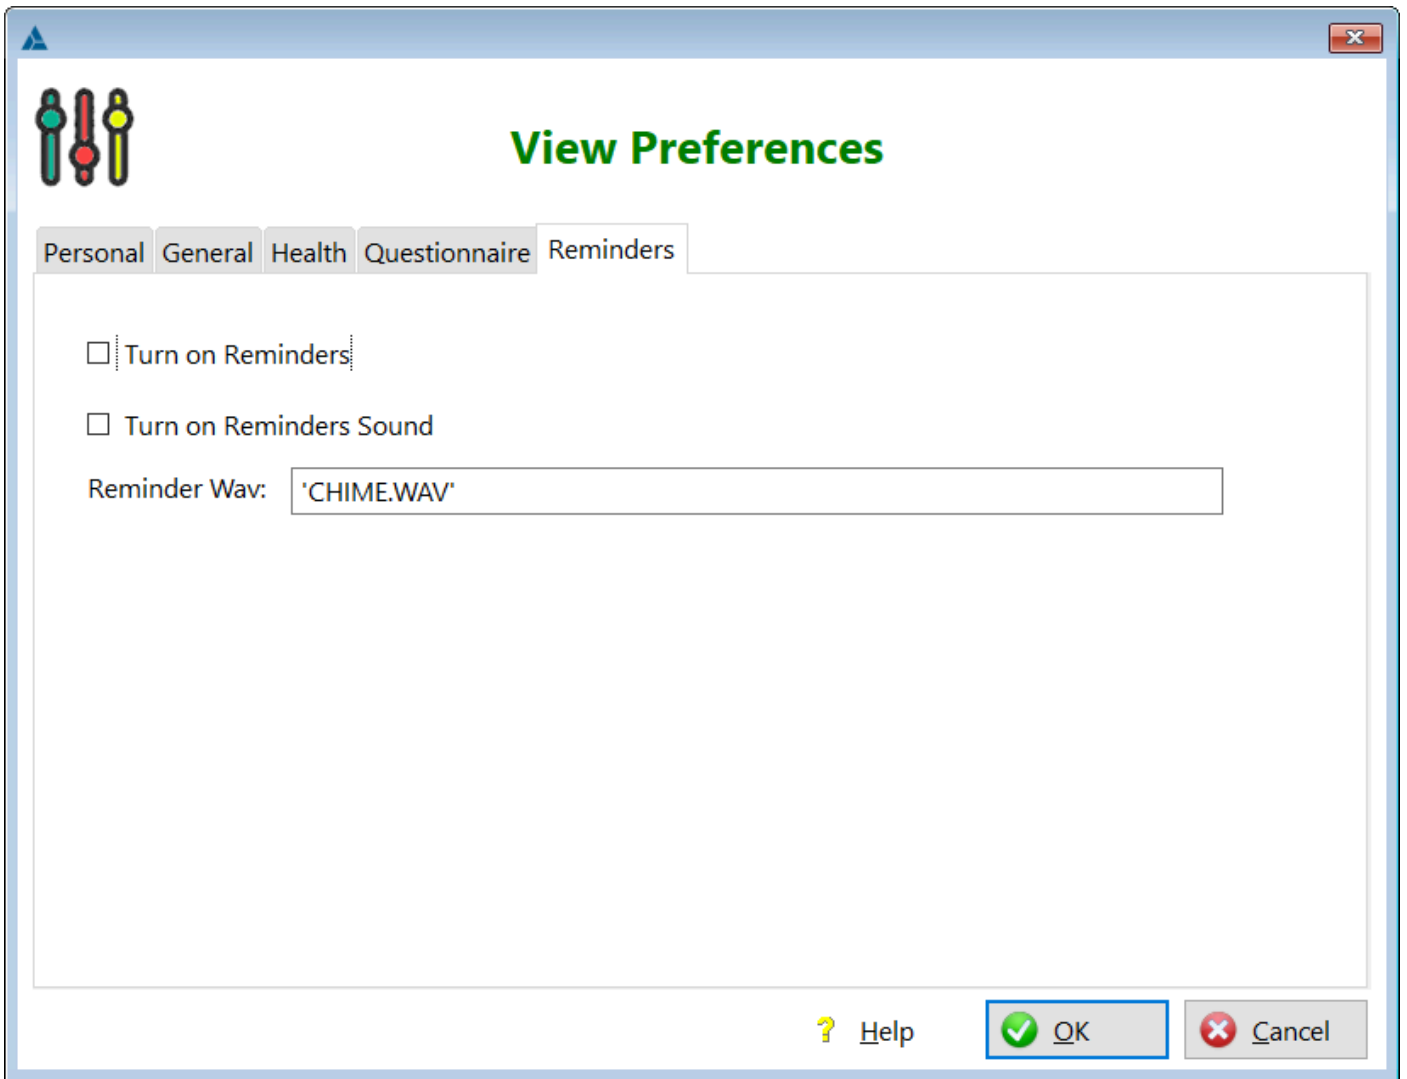 View Preferences
Personal General Health Questionnaire Reminders
Turn on Reminders
Turn on Reminders Sound
Reminder Wav: 'CHIME.WAV'
? Help OK Cancel